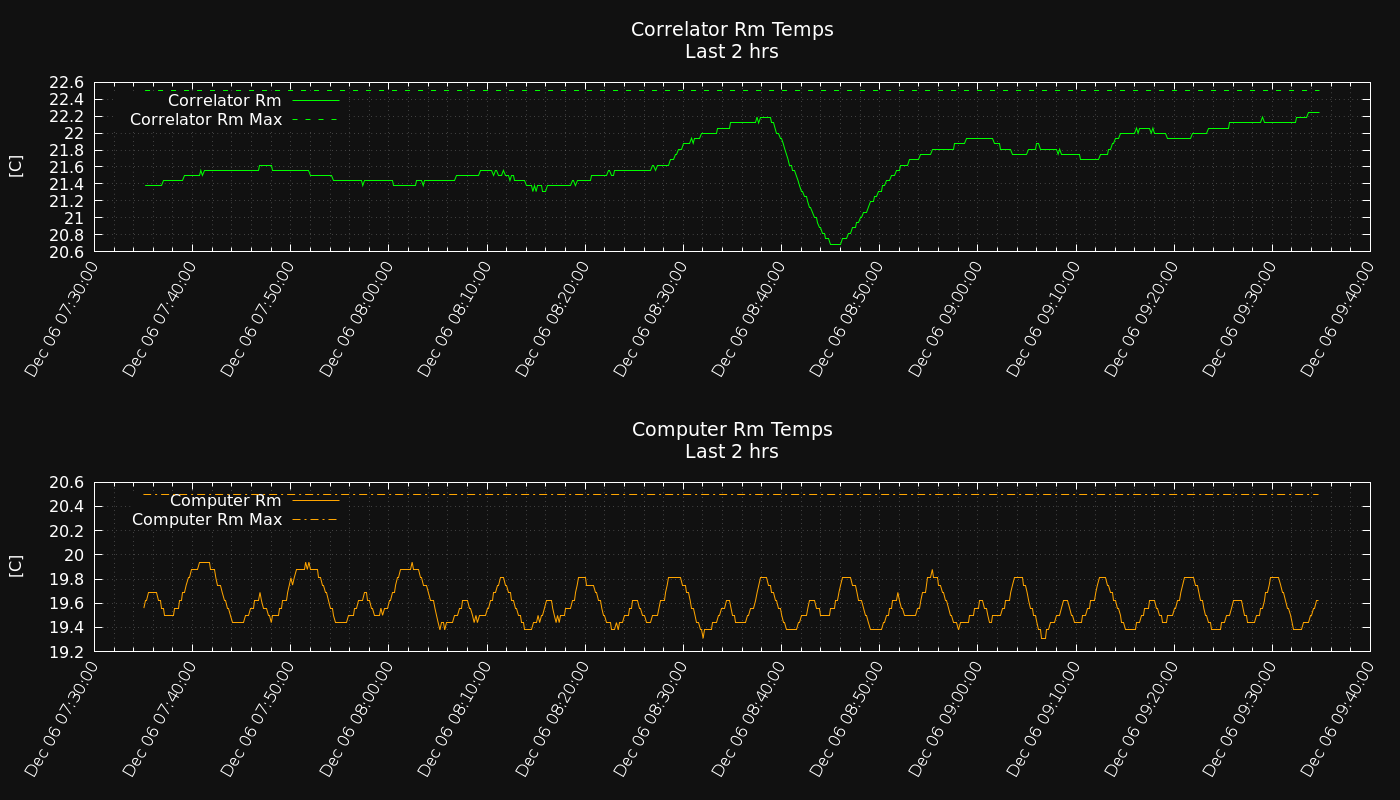 Correlator Rm Temps
Last 2 hrs
22.6
22.4
22.2
22
21.8
21.6
21.4
21.2
21
20.8
20.6
[C]
Correlator Rm
Correlator Rm Max
Dec 06 07:30:00
Dec 06 07:40:00
Dec 06 07:50:00
Dec 06 08:00:00
Dec 06 08:10:00
Dec 06 08:20:00
Dec 06 08:30:00
Dec 06 08:40:00
Dec 06 08:50:00
Dec 06 09:00:00
Dec 06 09:10:00
Dec 06 09:20:00
Dec 06 09:30:00
Dec 06 09:40:00
Computer Rm Temps
Last 2 hrs
20.6
20.4
20.2
20
19.8
19.6
19.4
19.2
[C]
Computer Rm
Computer Rm Max
Dec 06 07:30:00
Dec 06 07:40:00
Dec 06 07:50:00
Dec 06 08:00:00
Dec 06 08:10:00
Dec 06 08:20:00
Dec 06 08:30:00
Dec 06 08:40:00
Dec 06 08:50:00
Dec 06 09:00:00
Dec 06 09:10:00
Dec 06 09:20:00
Dec 06 09:30:00
Dec 06 09:40:00